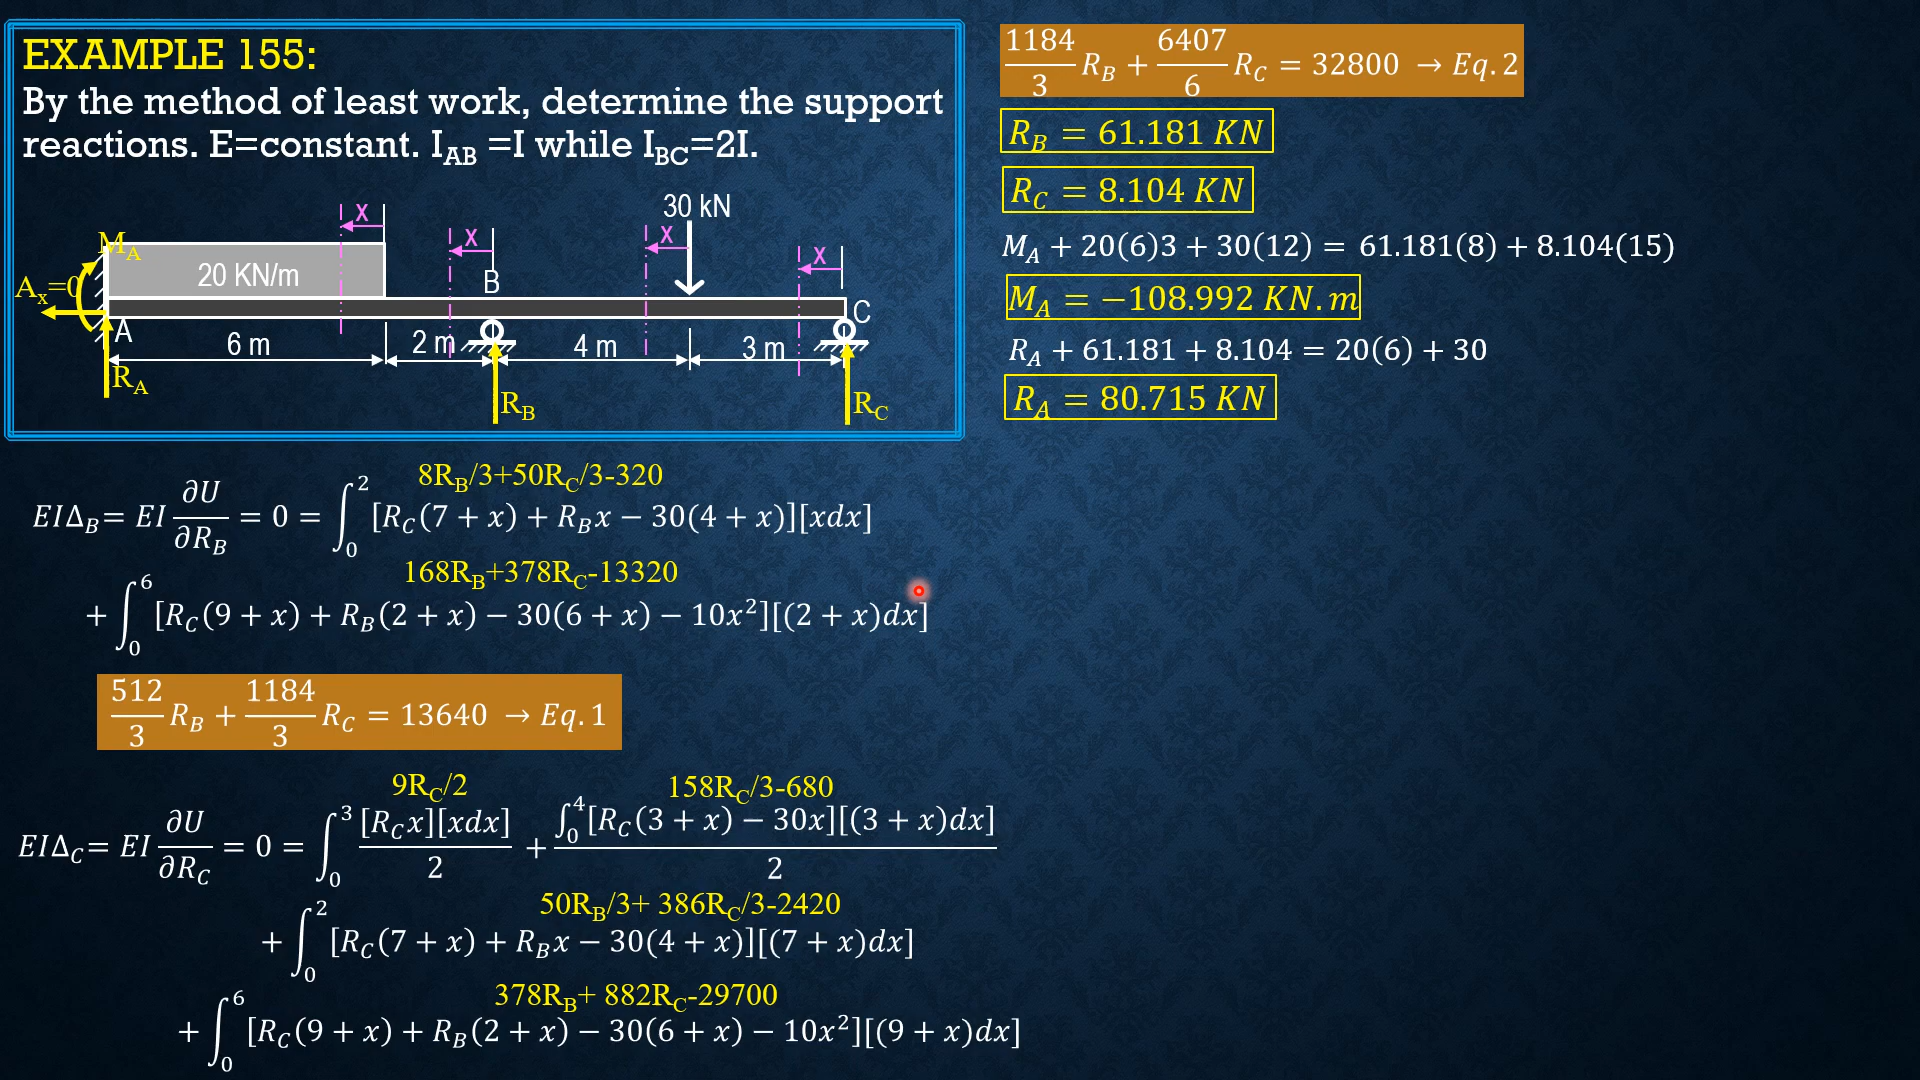 EXAMPLE 155:
By the method of least work, determine the support
reactions. E=constant. I_AB =I while I_BC=2I.
30 kN
x
x
x
x
M_A
20 KN/m
A_x=0
B
A
C
6 m
2 m
4 m
3 m
R_A
R_B
R_C
8R_B/3+50R_C/3-320
EIΔ_B= EI ∂U/∂R_B = 0 = ∫_0^2 [R_C(7 + x) + R_Bx − 30(4 + x)][xdx]
168R_B+378R_C-13320
+ ∫_0^6 [R_C(9 + x) + R_B(2 + x) − 30(6 + x) − 10x²][(2 + x)dx]
512/3 R_B + 1184/3 R_C = 13640 → Eq. 1
9R_C/2
158R_C/3-680
EIΔ_C= EI ∂U/∂R_C = 0 = ∫_0^3 [R_Cx][xdx]/2 + ∫_0^4[R_C(3 + x) − 30x][(3 + x)dx]/2
50R_B/3+ 386R_C/3-2420
+ ∫_0^2 [R_C(7 + x) + R_Bx − 30(4 + x)][(7 + x)dx]
378R_B+ 882R_C-29700
+ ∫_0^6 [R_C(9 + x) + R_B(2 + x) − 30(6 + x) − 10x²][(9 + x)dx]
1184/3 R_B + 6407/6 R_C = 32800 → Eq. 2
R_B = 61.181 KN
R_C = 8.104 KN
M_A + 20(6)3 + 30(12) = 61.181(8) + 8.104(15)
M_A = −108.992 KN.m
R_A + 61.181 + 8.104 = 20(6) + 30
R_A = 80.715 KN